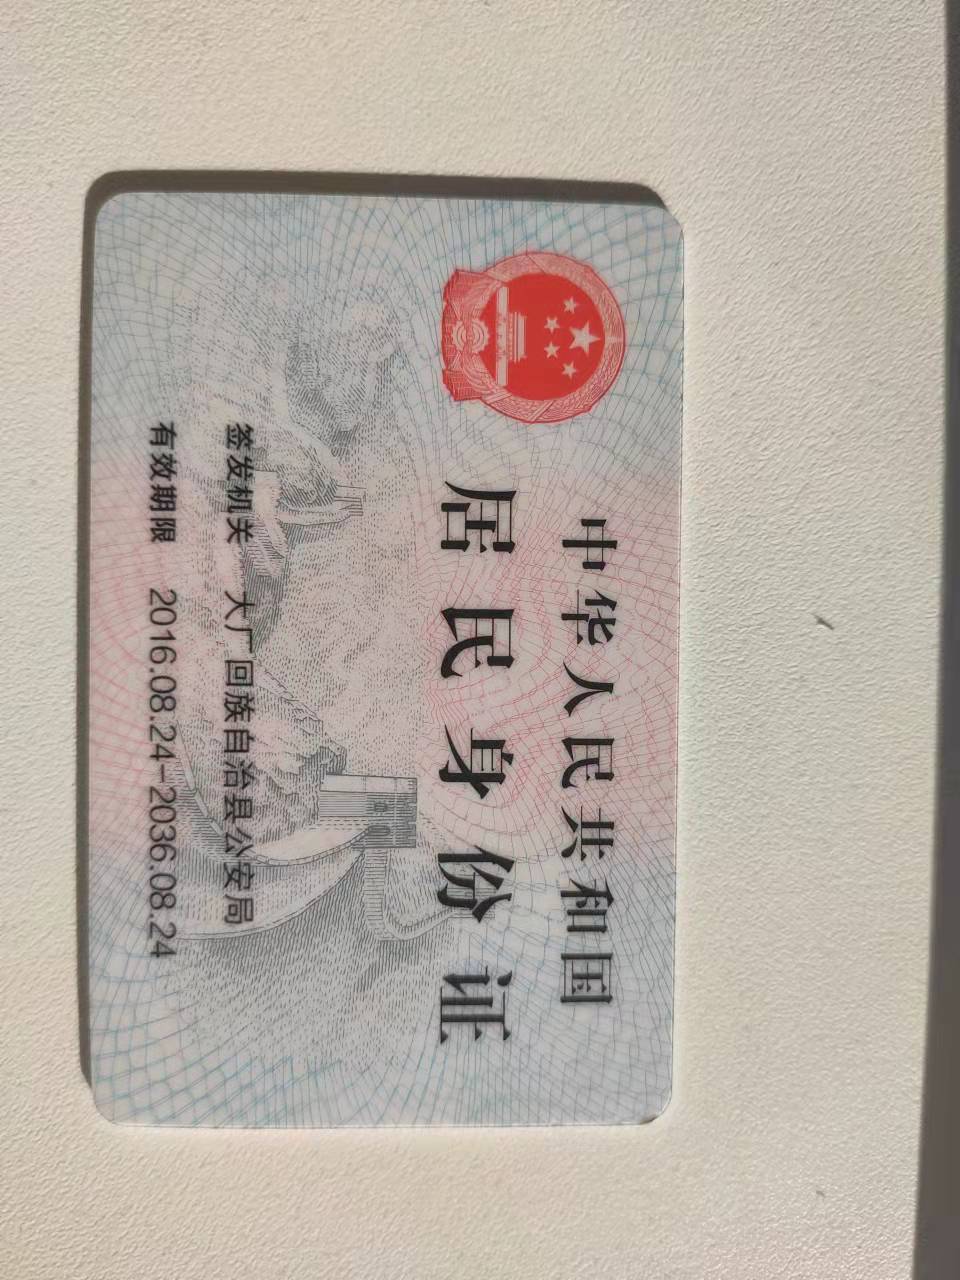 中华人民共和国
居民身份证
签发机关 大厂回族自治县公安局
有效期限 2016.08.24-2036.08.24